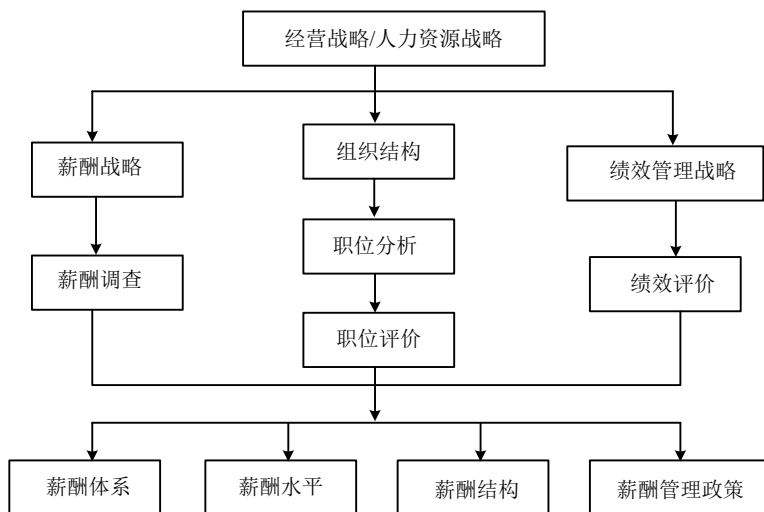 经营战略/人力资源战略
薪酬战略
组织结构
绩效管理战略
职位分析
薪酬调查
绩效评价
职位评价
薪酬体系
薪酬水平
薪酬结构
薪酬管理政策